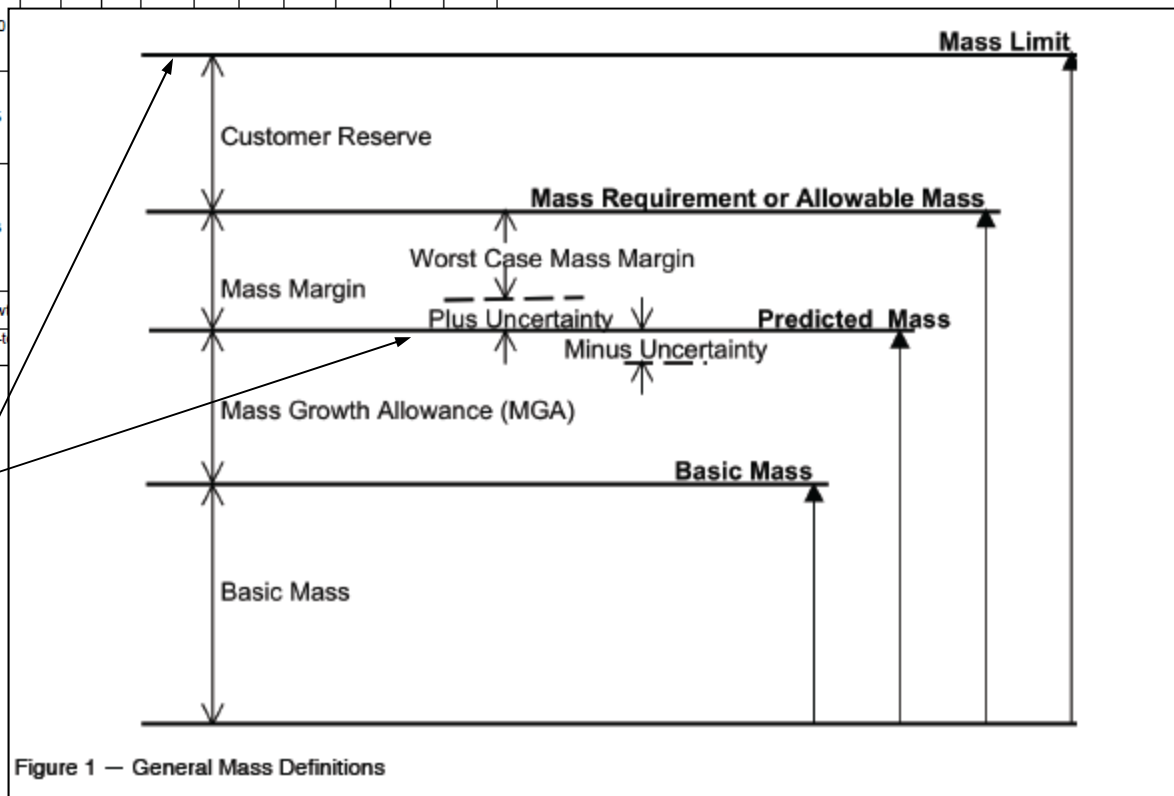 Mass Limit
Customer Reserve
Mass Requirement or Allowable Mass
Worst Case Mass Margin
Mass Margin
Plus Uncertainty
Predicted Mass
Minus Uncertainty
Mass Growth Allowance (MGA)
Basic Mass
Basic Mass
Figure 1 — General Mass Definitions